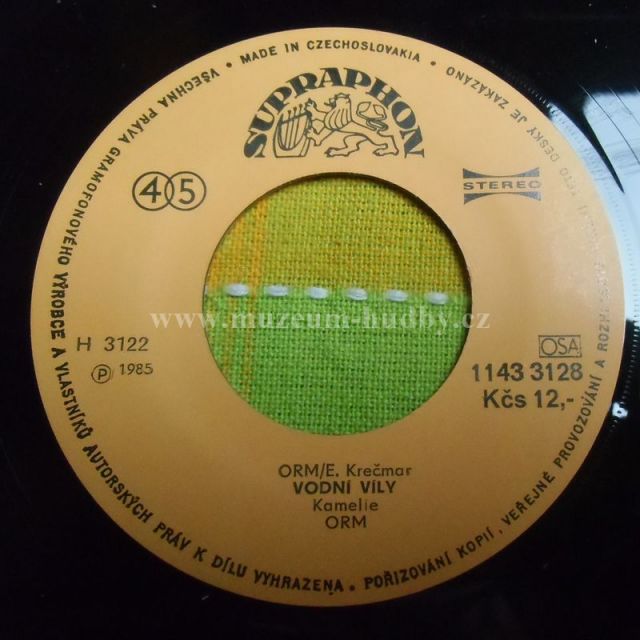 VŠECHNA PRÁVA GRAMOFONOVÉHO VÝROBCE A VLASTNÍKŮ AUTORSKÝCH PRÁV K DÍLU VYHRAZENA • POŘIZOVÁNÍ KOPIÍ, VEŘEJNÉ PROVOZOVÁNÍ A DESKY JE ZAKÁZÁNO
• MADE IN CZECHOSLOVAKIA •
SUPRAPHON
45
STEREO
www.muzeum-hudby.cz
H 3122
Ⓟ 1985
OSA
1143 3128
Kčs 12,-
ORM/E. Krečmar
VODNÍ VÍLY
Kamelie
ORM